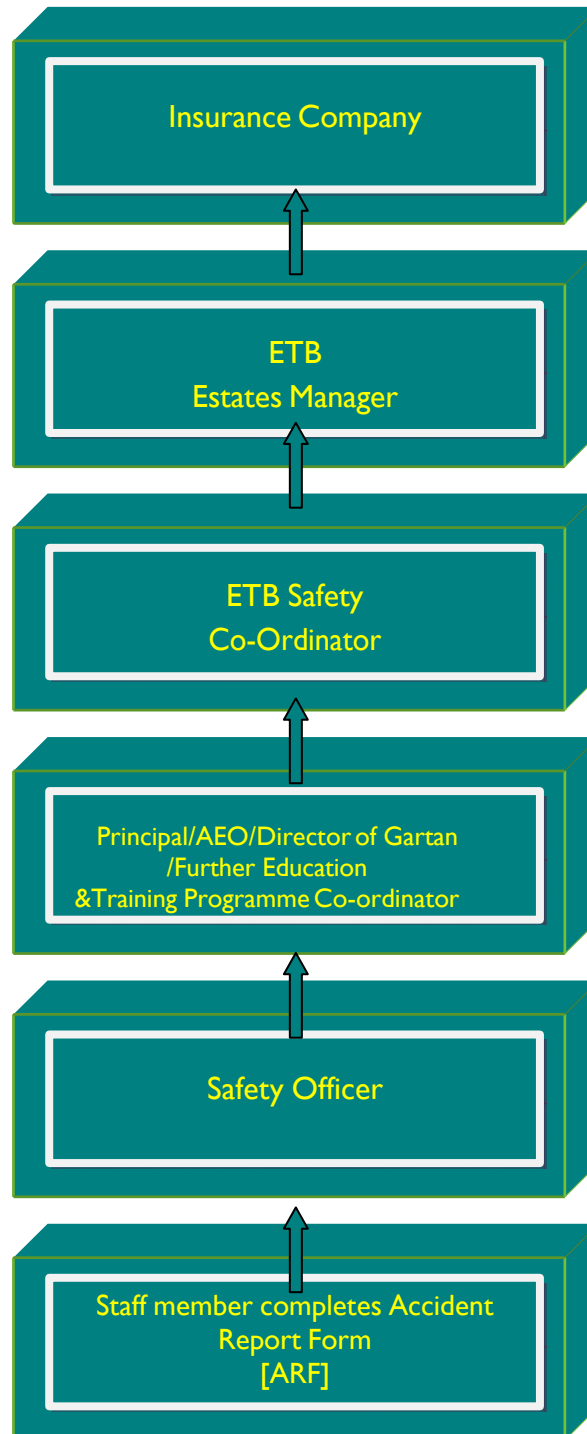 Insurance Company
ETB
Estates Manager
ETB Safety
Co-Ordinator
Principal/AEO/Director of Gartan
/Further Education
&Training Programme Co-ordinator
Safety Officer
Staff member completes Accident
Report Form
[ARF]